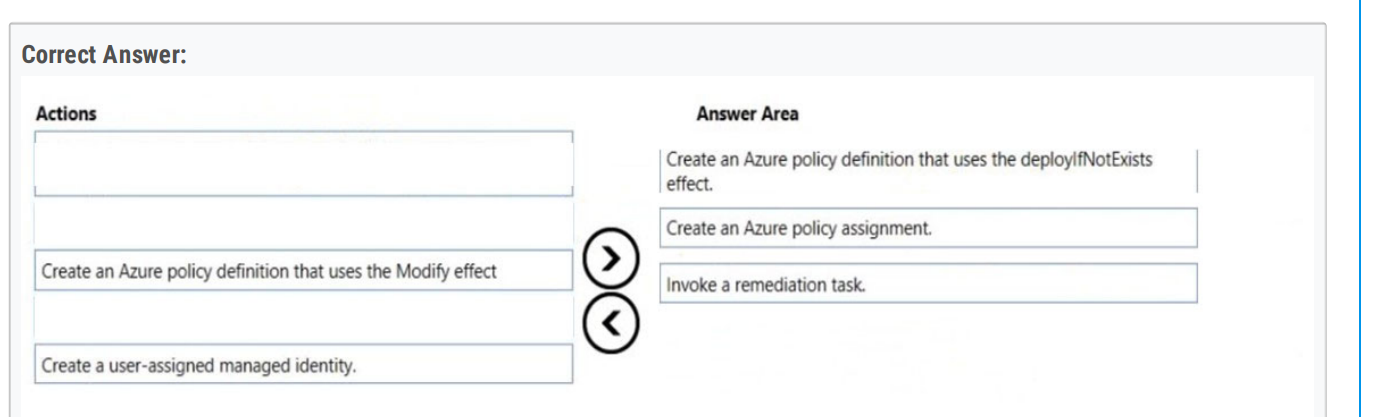 Correct Answer:
Actions
Answer Area
Create an Azure policy definition that uses the deployIfNotExists
effect.
Create an Azure policy assignment.
Create an Azure policy definition that uses the Modify effect
Invoke a remediation task.
Create a user-assigned managed identity.